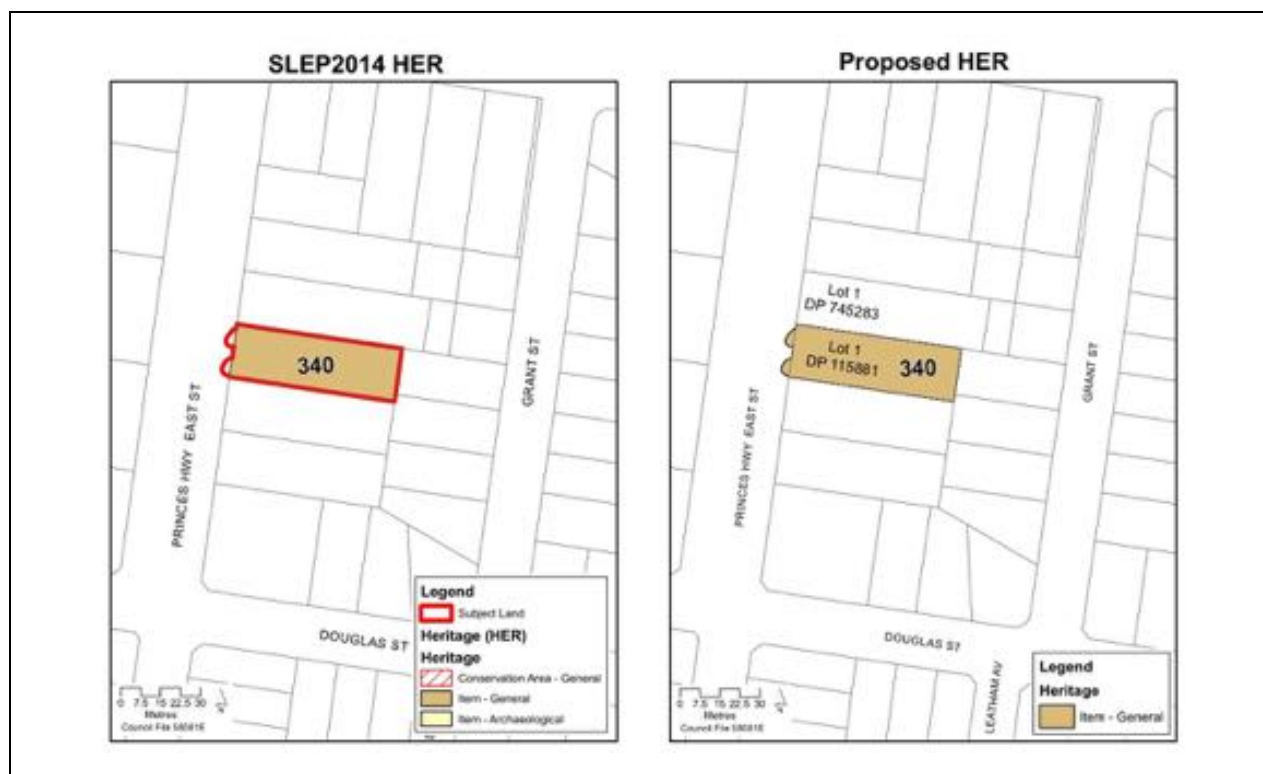 SLEP2014 HER
340
PRINCES HWY EAST ST
GRANT ST
DOUGLAS ST
Legend
Subject Land
Heritage (HER)
Heritage
Conservation Area - General
Item - General
Item - Archaeological
0 7.5 15 22.5 30
Metres
Proposed HER
Lot 1
DP 745283
Lot 1
DP 115881
340
PRINCES HWY EAST ST
GRANT ST
DOUGLAS ST
LEATHAM AV
Legend
Heritage
Item - General
0 7.5 15 22.5 30
Metres